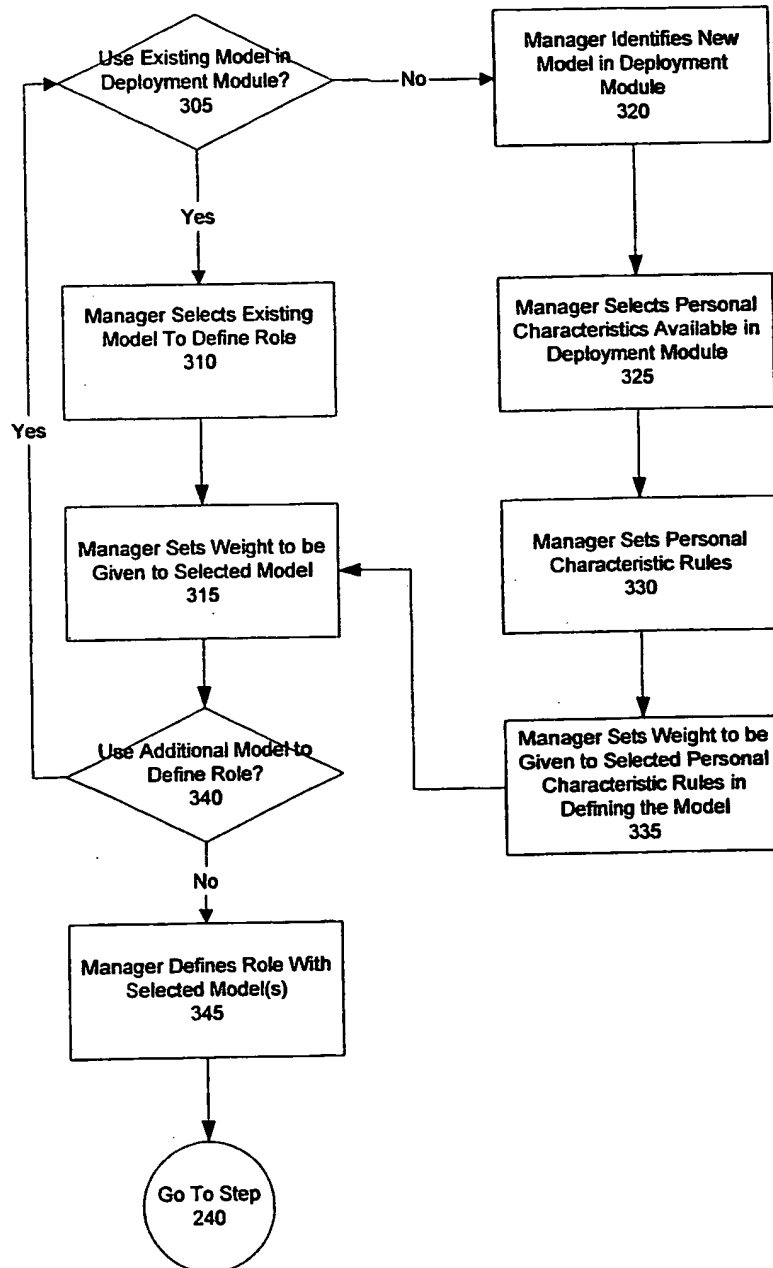 Use Existing Model in
Deployment Module?
305
No
Manager Identifies New
Model in Deployment
Module
320
Yes
Manager Selects Existing
Model To Define Role
310
Manager Selects Personal
Characteristics Available in
Deployment Module
325
Yes
Manager Sets Weight to be
Given to Selected Model
315
Manager Sets Personal
Characteristic Rules
330
Use Additional Model to
Define Role?
340
Manager Sets Weight to be
Given to Selected Personal
Characteristic Rules in
Defining the Model
335
No
Manager Defines Role With
Selected Model(s)
345
Go To Step
240